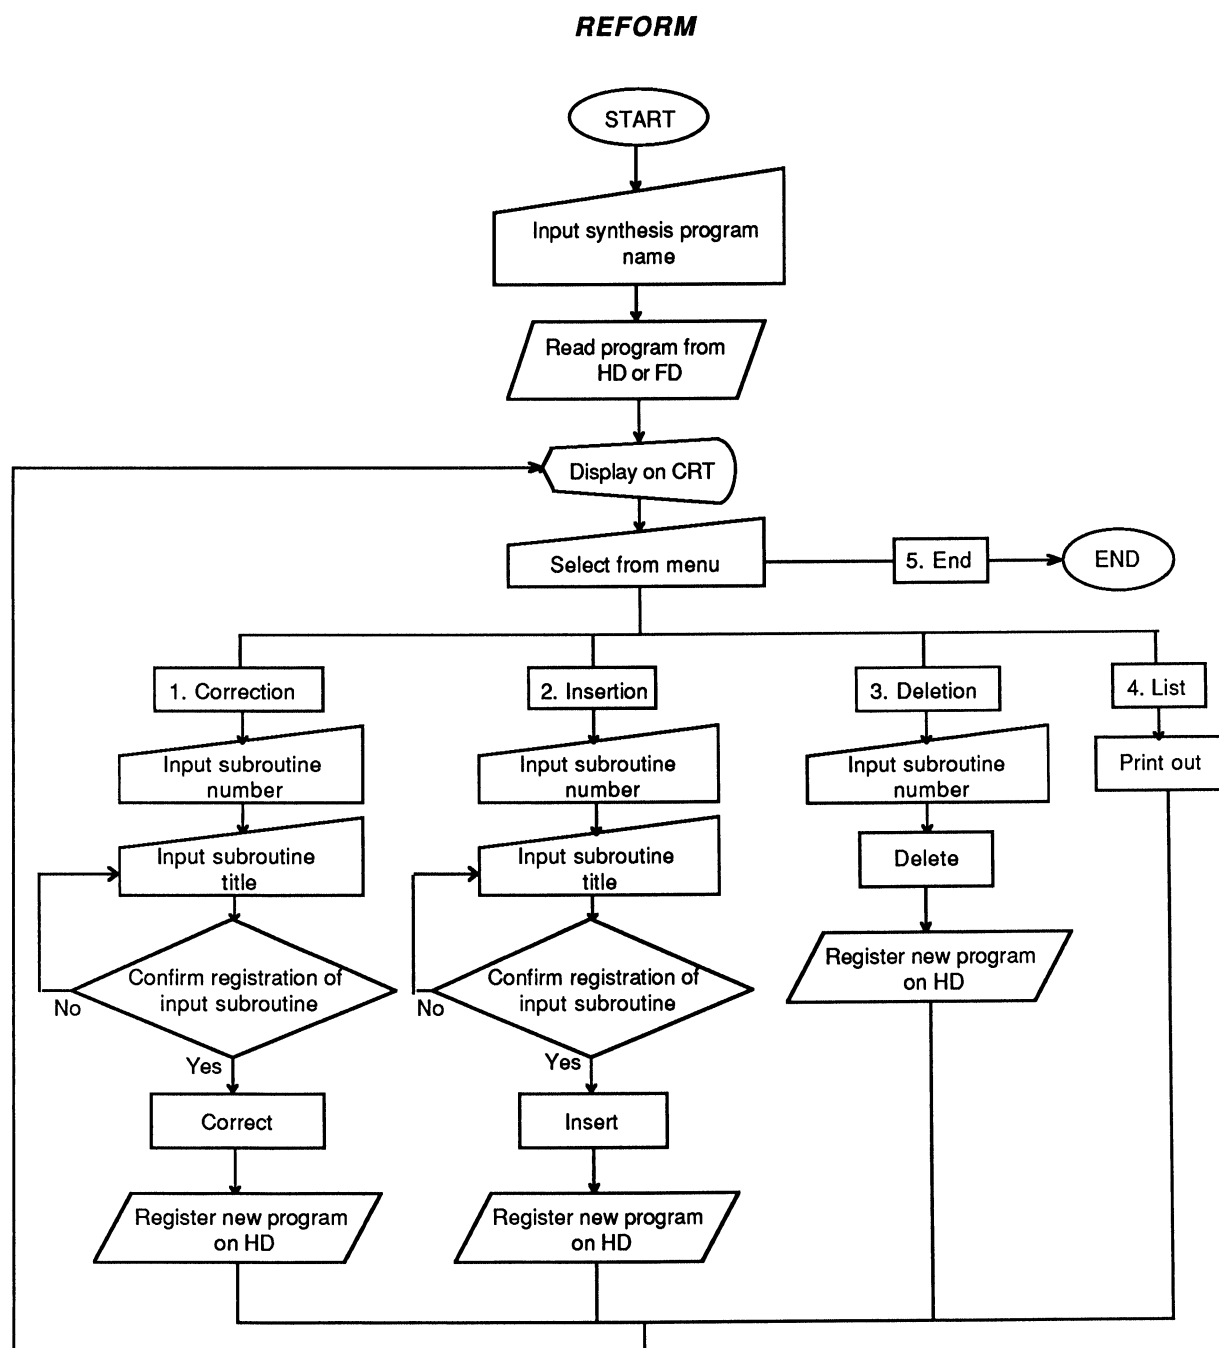 REFORM
START
Input synthesis program
name
Read program from
HD or FD
Display on CRT
Select from menu
5. End
END
1. Correction
2. Insertion
3. Deletion
4. List
Input subroutine
number
Input subroutine
number
Input subroutine
number
Print out
Input subroutine
title
Input subroutine
title
Delete
Confirm registration of
input subroutine
No
Confirm registration of
input subroutine
No
Register new program
on HD
Yes
Yes
Correct
Insert
Register new program
on HD
Register new program
on HD